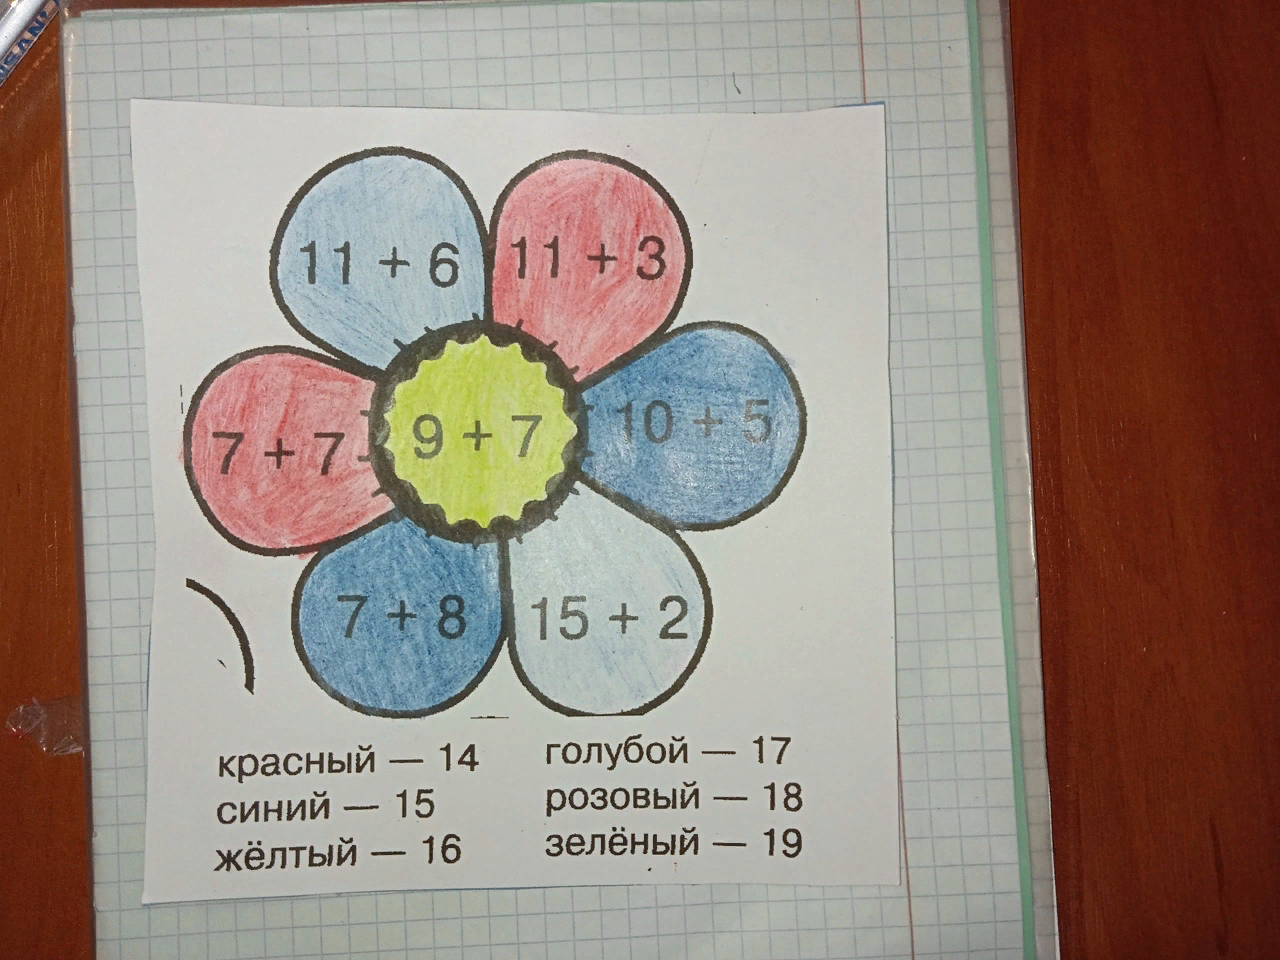 11 + 6
11 + 3
7 + 7
9 + 7
10 + 5
7 + 8
15 + 2
красный — 14
синий — 15
жёлтый — 16
голубой — 17
розовый — 18
зелёный — 19